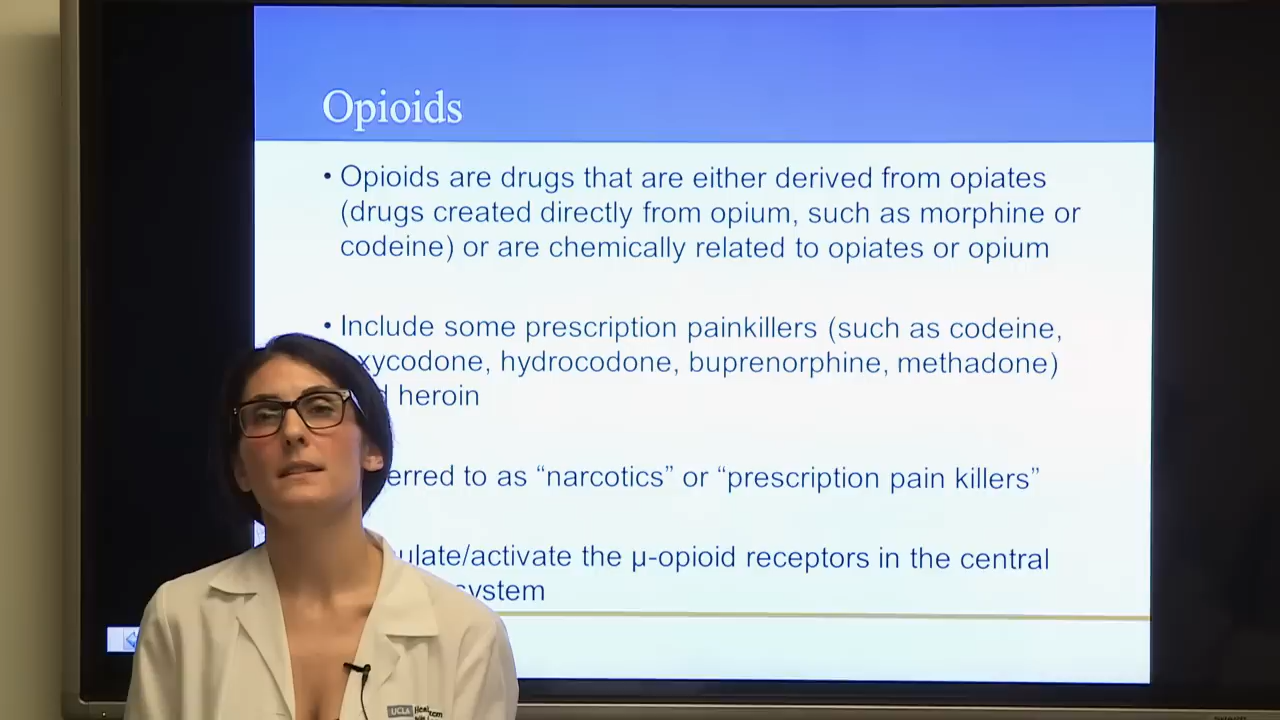 Opioids
• Opioids are drugs that are either derived from opiates
(drugs created directly from opium, such as morphine or
codeine) or are chemically related to opiates or opium
• Include some prescription painkillers (such as codeine,
xycodone, hydrocodone, buprenorphine, methadone)
heroin
erred to as “narcotics” or “prescription pain killers”
ulate/activate the µ-opioid receptors in the central
system
UCLA